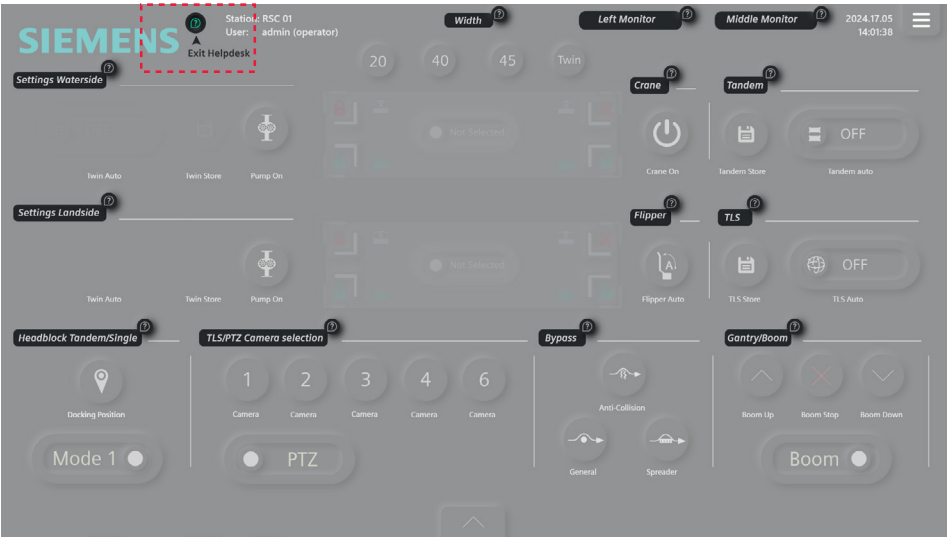 SIEMENS
Station: RSC 01
User: admin (operator)
Exit Helpdesk
Width
Left Monitor
Middle Monitor
2024.17.05
14:01:38
20
40
45
Twin
Settings Waterside
Crane
Tandem
Not Selected
OFF
Twin Auto
Twin Store
Pump On
Crane On
Tandem Store
Tandem auto
Settings Landside
Flipper
TLS
Not Selected
A
OFF
Twin Auto
Twin Store
Pump On
Flipper Auto
TLS Store
TLS Auto
Headblock Tandem/Single
TLS/PTZ Camera selection
Bypass
Gantry/Boom
1
2
3
4
6
Docking Position
Camera
Camera
Camera
Camera
Camera
Anti-Collision
Boom Up
Boom Stop
Boom Down
Mode 1
PTZ
General
Spreader
Boom